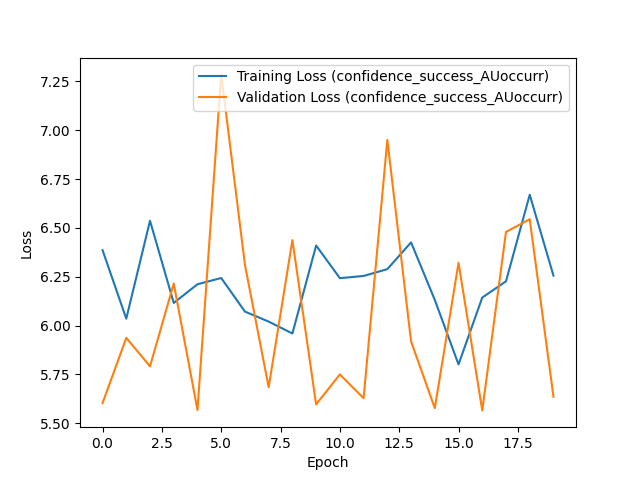 Training Loss (confidence_success_AUoccurr)
Validation Loss (confidence_success_AUoccurr)
7.25
7.00
6.75
6.50
6.25
6.00
5.75
5.50
Loss
0.0 2.5 5.0 7.5 10.0 12.5 15.0 17.5
Epoch